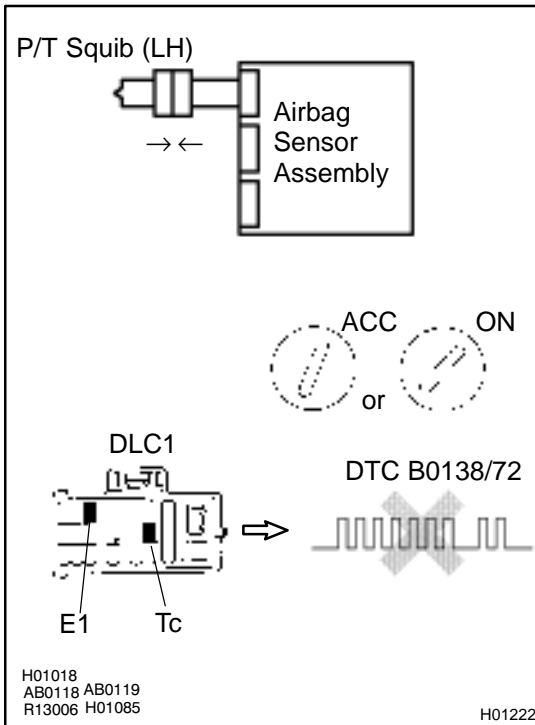 P/T Squib (LH)
Airbag
Sensor
Assembly
ACC
ON
or
DLC1
DTC B0138/72
E1
Tc
H01018
AB0118 AB0119
R13006 H01085
H01222